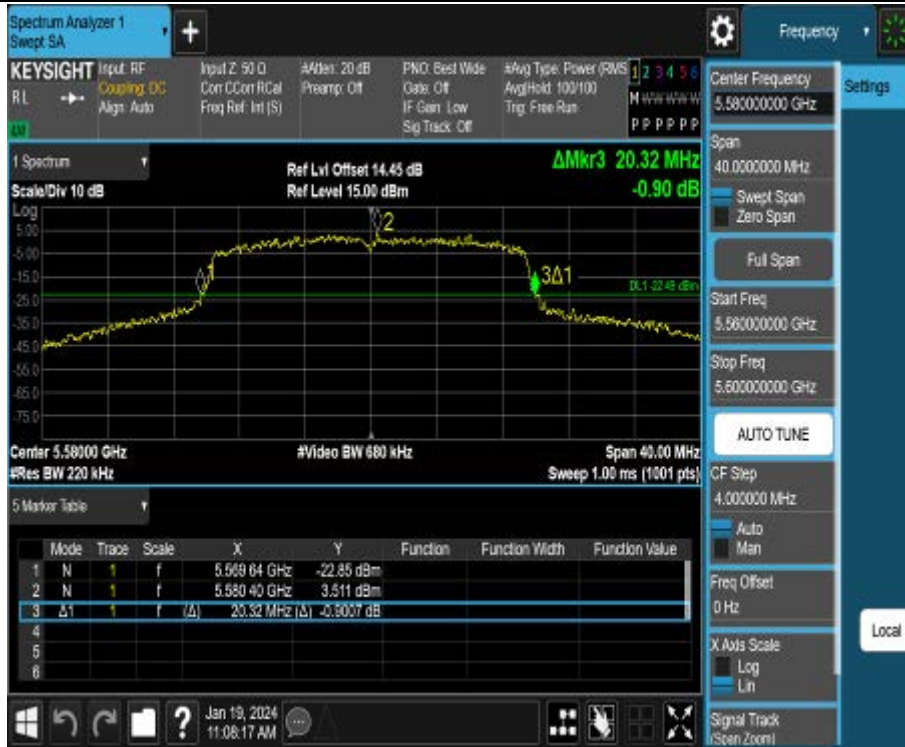 Spectrum Analyzer 1
Swept SA
+
Frequency
KEYSIGHT
RL
Input: RF
Coupling: DC
Align: Auto
Input Z: 50 Ω
Corr CCorr RCal
Freq Ref: Int (S)
#Atten: 20 dB
Preamp: Off
PNO: Best Wide
Gate: Off
IF Gain: Low
Sig Track: Off
#Avg Type: Power (RMS
Avg|Hold: 100/100
Trig: Free Run
1 2 3 4 5 6
M W W W W W
P P P P P P
Center Frequency
5.580000000 GHz
Settings
Span
40.0000000 MHz
Swept Span
Zero Span
Full Span
Start Freq
5.560000000 GHz
Stop Freq
5.600000000 GHz
AUTO TUNE
CF Step
4.000000 MHz
Auto
Man
Freq Offset
0 Hz
X Axis Scale
Log
Lin
Signal Track
(Span Zoom)
Local
1 Spectrum
Scale/Div 10 dB
Ref Lvl Offset 14.45 dB
Ref Level 15.00 dBm
ΔMkr3 20.32 MHz
-0.90 dB
Log
5.00
-5.00
-15.0
-25.0
-35.0
-45.0
-55.0
-65.0
-75.0
2
1
3Δ1
DL1 -22.49 dBm
Center 5.58000 GHz
#Res BW 220 kHz
#Video BW 680 kHz
Span 40.00 MHz
Sweep 1.00 ms (1001 pts)
5 Marker Table
Mode Trace Scale X Y Function Function Width Function Value
1 N 1 f 5.569 64 GHz -22.85 dBm
2 N 1 f 5.580 40 GHz 3.511 dBm
3 Δ1 1 f (Δ) 20.32 MHz (Δ) -0.9007 dB
4
5
6
?
Jan 19, 2024
11:08:17 AM